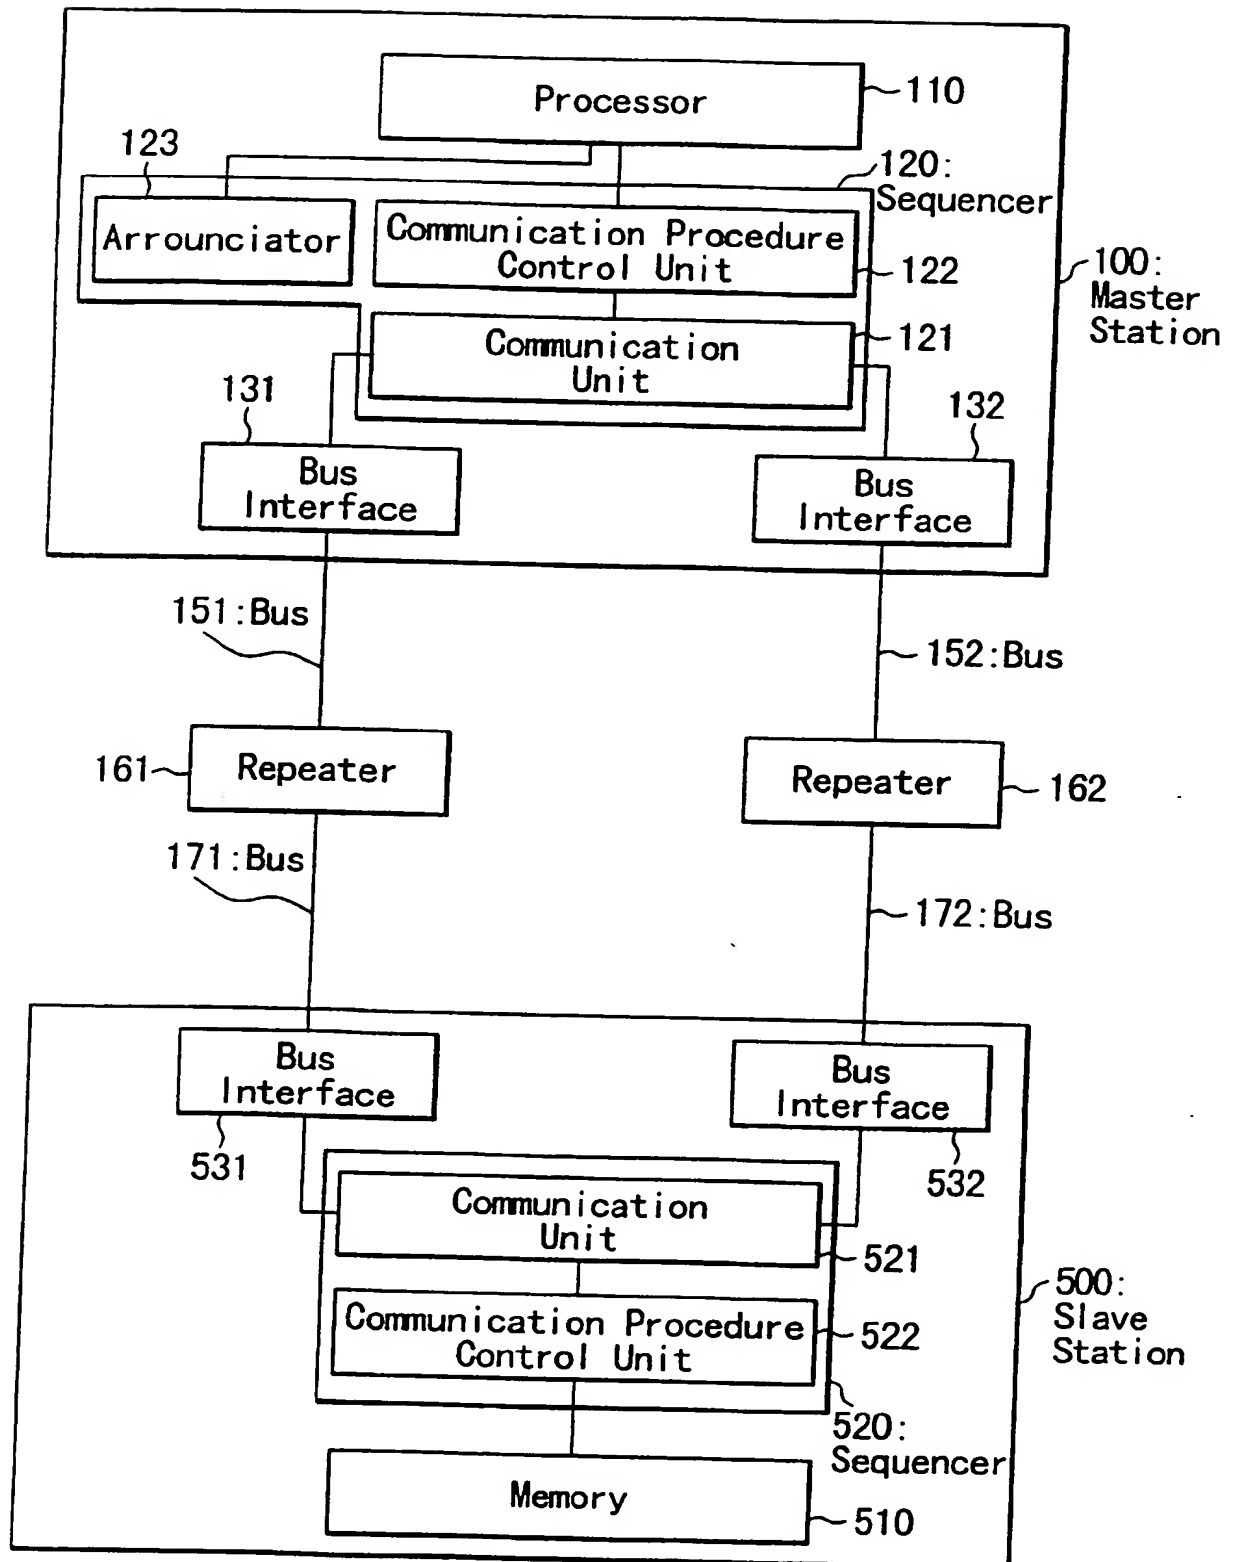 Processor
110
123
120:
Sequencer
Arrounciator
Communication Procedure
Control Unit
122
100:
Master
Station
Communication
Unit
121
131
132
Bus
Interface
Bus
Interface
151:Bus
152:Bus
161
Repeater
Repeater
162
171:Bus
172:Bus
Bus
Interface
Bus
Interface
531
532
Communication
Unit
521
500:
Slave
Station
Communication Procedure
Control Unit
522
520:
Sequencer
Memory
510